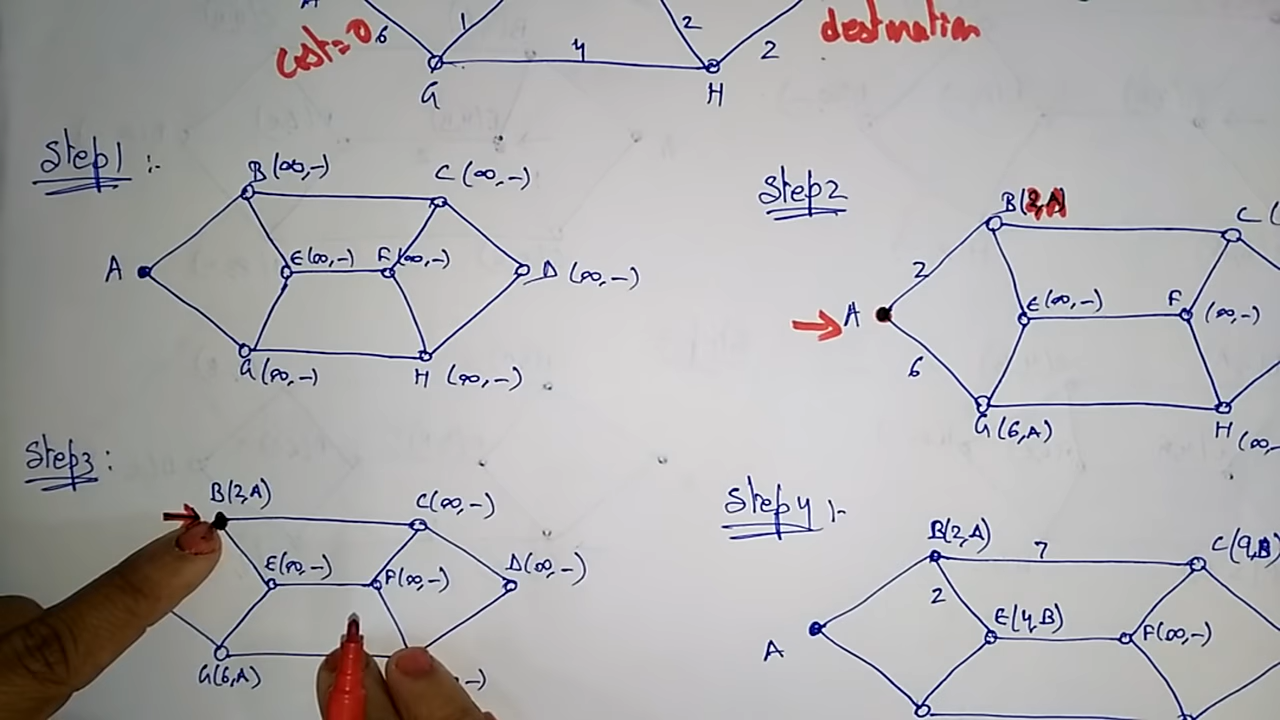 cost=0 6 1 2 destination
4 2
G H
Step1 :-
B(∞,-) C(∞,-)
A E(∞,-) F(∞,-) D(∞,-)
G(∞,-) H(∞,-)
Step2
B(2,A) C(
2
A E(∞,-) F (∞,-)
6
G(6,A) H(∞,-
Step3:
B(2,A) C(∞,-)
E(∞,-) F(∞,-) D(∞,-)
G(6,A) -)
Step4 :-
B(2,A) 7 C(9,B)
2
A E(4,B) F(∞,-)